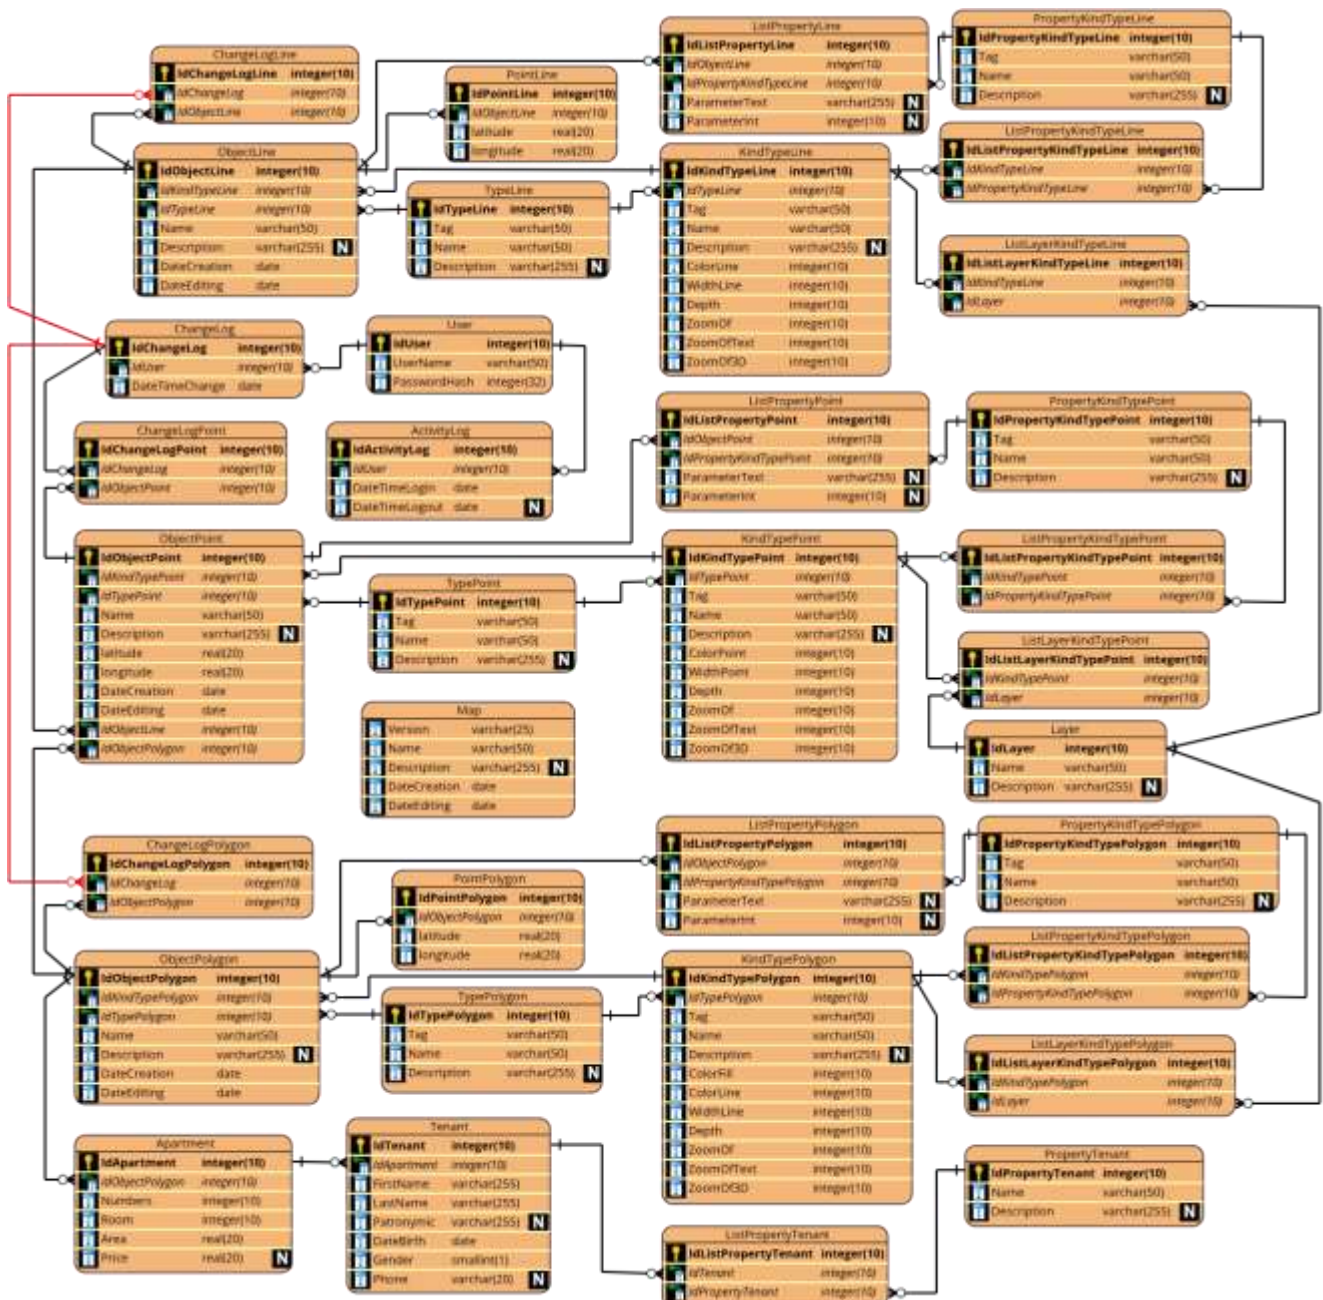 ChangeLogLine
IdChangeLogLine integer(10)
IdChangeLog integer(10)
IdObjectLine integer(10)
PointLine
IdPointLine integer(10)
IdObjectLine integer(10)
latitude real(20)
longitude real(20)
ListPropertyLine
IdListPropertyLine integer(10)
IdObjectLine integer(10)
IdPropertyKindTypeLine integer(10)
ParameterText varchar(255) N
ParameterInt integer(10) N
PropertyKindTypeLine
IdPropertyKindTypeLine integer(10)
Tag varchar(50)
Name varchar(50)
Description varchar(255) N
ObjectLine
IdObjectLine integer(10)
IdKindTypeLine integer(10)
IdTypeLine integer(10)
Name varchar(50)
Description varchar(255) N
DateCreation date
DateEditing date
TypeLine
IdTypeLine integer(10)
Tag varchar(50)
Name varchar(50)
Description varchar(255) N
KindTypeLine
IdKindTypeLine integer(10)
IdTypeLine integer(10)
Tag varchar(50)
Name varchar(50)
Description varchar(255) N
ColorLine integer(10)
WidthLine integer(10)
Depth integer(10)
ZoomOf integer(10)
ZoomOfText integer(10)
ZoomOf3D integer(10)
ListPropertyKindTypeLine
IdListPropertyKindTypeLine integer(10)
IdKindTypeLine integer(10)
IdPropertyKindTypeLine integer(10)
ListLayerKindTypeLine
IdListLayerKindTypeLine integer(10)
IdKindTypeLine integer(10)
IdLayer integer(10)
ChangeLog
IdChangeLog integer(10)
IdUser integer(10)
DateTimeChange date
User
IdUser integer(10)
UserName varchar(50)
PasswordHash integer(32)
ChangeLogPoint
IdChangeLogPoint integer(10)
IdChangeLog integer(10)
IdObjectPoint integer(10)
ActivityLog
IdActivityLog integer(10)
IdUser integer(10)
DateTimeLogin date
DateTimeLogout date N
ListPropertyPoint
IdListPropertyPoint integer(10)
IdObjectPoint integer(10)
IdPropertyKindTypePoint integer(10)
ParameterText varchar(255) N
ParameterInt integer(10) N
PropertyKindTypePoint
IdPropertyKindTypePoint integer(10)
Tag varchar(50)
Name varchar(50)
Description varchar(255) N
ObjectPoint
IdObjectPoint integer(10)
IdKindTypePoint integer(10)
IdTypePoint integer(10)
Name varchar(50)
Description varchar(255) N
latitude real(20)
longitude real(20)
DateCreation date
DateEditing date
IdObjectLine integer(10)
IdObjectPolygon integer(10)
TypePoint
IdTypePoint integer(10)
Tag varchar(50)
Name varchar(50)
Description varchar(255) N
KindTypePoint
IdKindTypePoint integer(10)
IdTypePoint integer(10)
Tag varchar(50)
Name varchar(50)
Description varchar(255) N
ColorPoint integer(10)
WidthPoint integer(10)
Depth integer(10)
ZoomOf integer(10)
ZoomOfText integer(10)
ZoomOf3D integer(10)
ListPropertyKindTypePoint
IdListPropertyKindTypePoint integer(10)
IdKindTypePoint integer(10)
IdPropertyKindTypePoint integer(10)
ListLayerKindTypePoint
IdListLayerKindTypePoint integer(10)
IdKindTypePoint integer(10)
IdLayer integer(10)
Map
Version varchar(25)
Name varchar(50)
Description varchar(255) N
DateCreation date
DateEditing date
Layer
IdLayer integer(10)
Name varchar(50)
Description varchar(255) N
ChangeLogPolygon
IdChangeLogPolygon integer(10)
IdChangeLog integer(10)
IdObjectPolygon integer(10)
PointPolygon
IdPointPolygon integer(10)
IdObjectPolygon integer(10)
latitude real(20)
longitude real(20)
ListPropertyPolygon
IdListPropertyPolygon integer(10)
IdObjectPolygon integer(10)
IdPropertyKindTypePolygon integer(10)
ParameterText varchar(255) N
ParameterInt integer(10) N
PropertyKindTypePolygon
IdPropertyKindTypePolygon integer(10)
Tag varchar(50)
Name varchar(50)
Description varchar(255) N
ObjectPolygon
IdObjectPolygon integer(10)
IdKindTypePolygon integer(10)
IdTypePolygon integer(10)
Name varchar(50)
Description varchar(255) N
DateCreation date
DateEditing date
TypePolygon
IdTypePolygon integer(10)
Tag varchar(50)
Name varchar(50)
Description varchar(255) N
KindTypePolygon
IdKindTypePolygon integer(10)
IdTypePolygon integer(10)
Tag varchar(50)
Name varchar(50)
Description varchar(255) N
ColorFill integer(10)
ColorLine integer(10)
WidthLine integer(10)
Depth integer(10)
ZoomOf integer(10)
ZoomOfText integer(10)
ZoomOf3D integer(10)
ListPropertyKindTypePolygon
IdListPropertyKindTypePolygon integer(10)
IdKindTypePolygon integer(10)
IdPropertyKindTypePolygon integer(10)
ListLayerKindTypePolygon
IdListLayerKindTypePolygon integer(10)
IdKindTypePolygon integer(10)
IdLayer integer(10)
Apartment
IdApartment integer(10)
IdObjectPolygon integer(10)
Numbers integer(10)
Room integer(10)
Area real(20)
Price real(20) N
Tenant
IdTenant integer(10)
IdApartment integer(10)
FirstName varchar(255)
LastName varchar(255)
Patronymic varchar(255) N
DateBirth date
Gender smallint(1)
Phone varchar(20) N
PropertyTenant
IdPropertyTenant integer(10)
Name varchar(50)
Description varchar(255) N
ListPropertyTenant
IdListPropertyTenant integer(10)
IdTenant integer(10)
IdPropertyTenant integer(10)